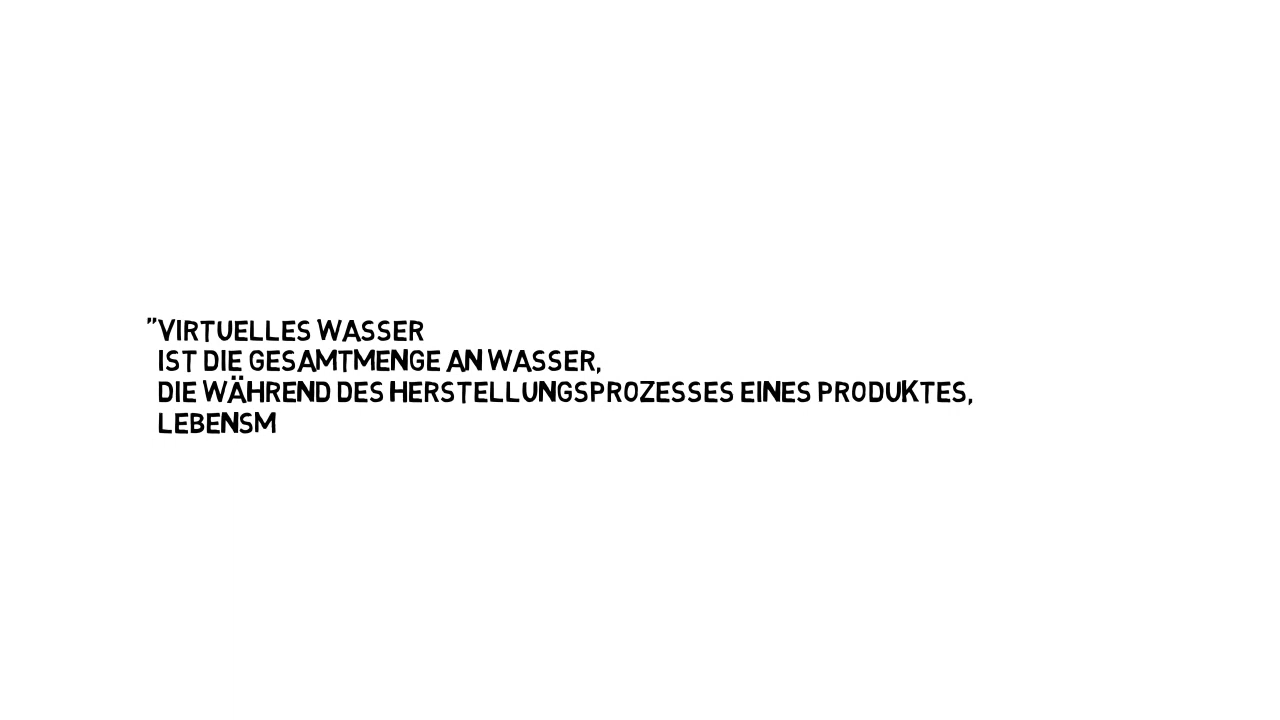 "VIRTUELLES WASSER
IST DIE GESAMTMENGE AN WASSER,
DIE WÄHREND DES HERSTELLUNGSPROZESSES EINES PRODUKTES,
LEBENSM